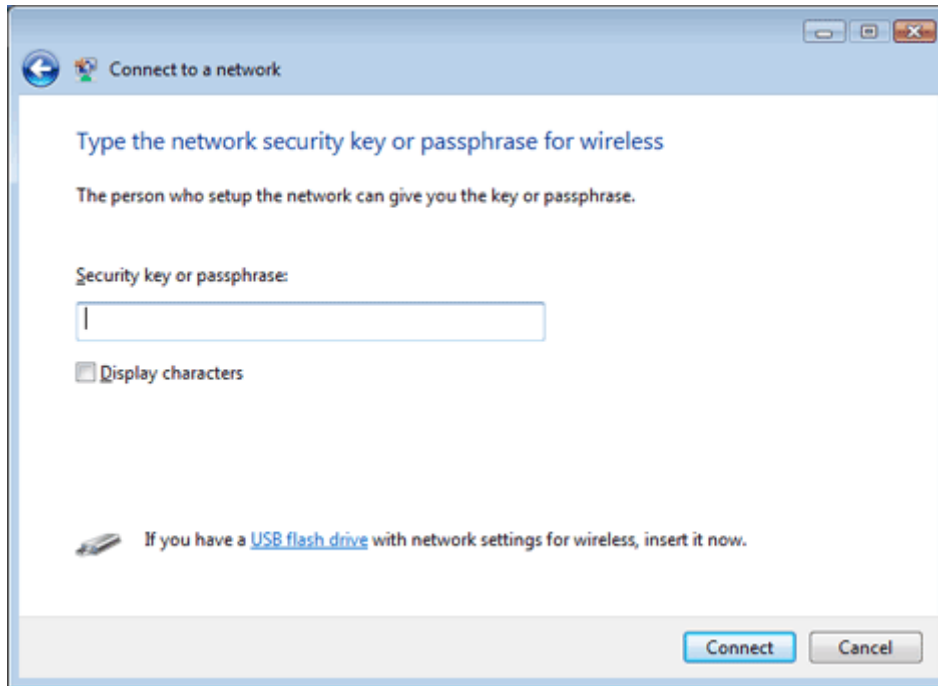 Connect to a network
Type the network security key or passphrase for wireless
The person who setup the network can give you the key or passphrase.
Security key or passphrase:
Display characters
If you have a USB flash drive with network settings for wireless, insert it now.
Connect Cancel